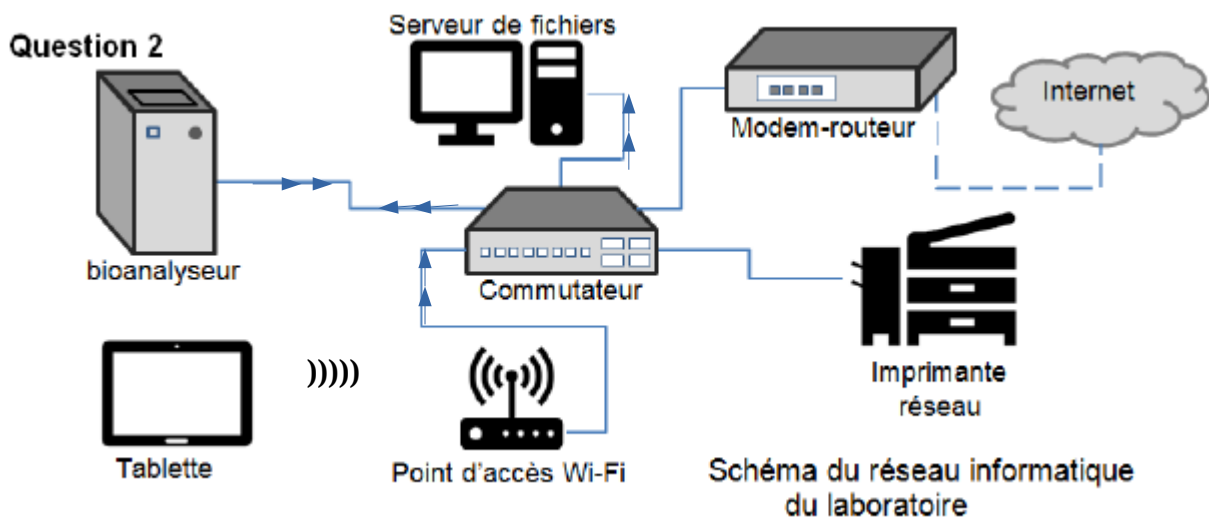 Question 2
Serveur de fichiers
Modem-routeur
Internet
bioanalyseur
Commutateur
Imprimante
réseau
)))))
Tablette
Point d'accès Wi-Fi
Schéma du réseau informatique
du laboratoire